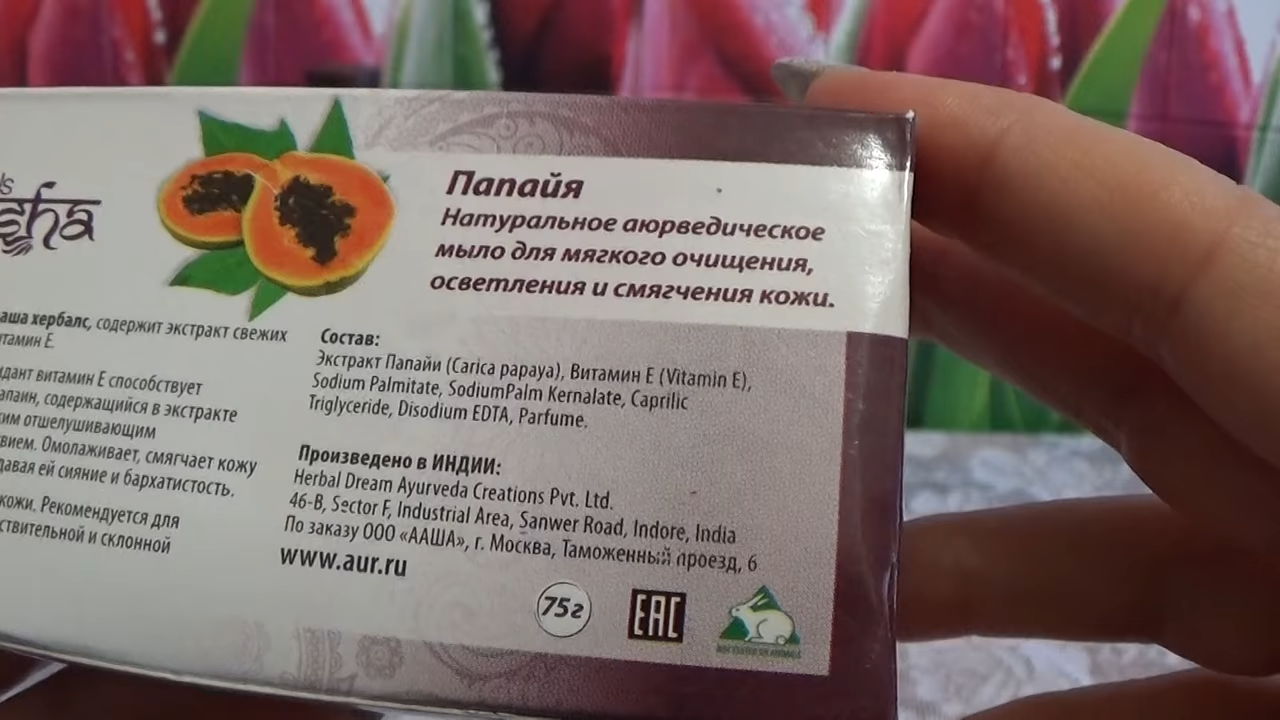 Папайя
Натуральное аюрведическое
мыло для мягкого очищения,
осветления и смягчения кожи.
аша хербалс, содержит экстракт свежих
тамин Е.
дант витамин Е способствует
апаин, содержащийся в экстракте
ким отшелушивающим
вием. Омолаживает, смягчает кожу
давая ей сияние и бархатистость.
кожи. Рекомендуется для
ствительной и склонной
Состав:
Экстракт Папайи (Carica papaya), Витамин Е (Vitamin E),
Sodium Palmitate, SodiumPalm Kernalate, Caprilic
Triglyceride, Disodium EDTA, Parfume.
Произведено в ИНДИИ:
Herbal Dream Ayurveda Creations Pvt. Ltd.
46-B, Sector F, Industrial Area, Sanwer Road, Indore, India
По заказу ООО «ААША», г. Москва, Таможенный проезд, 6
www.aur.ru
75г
EAC